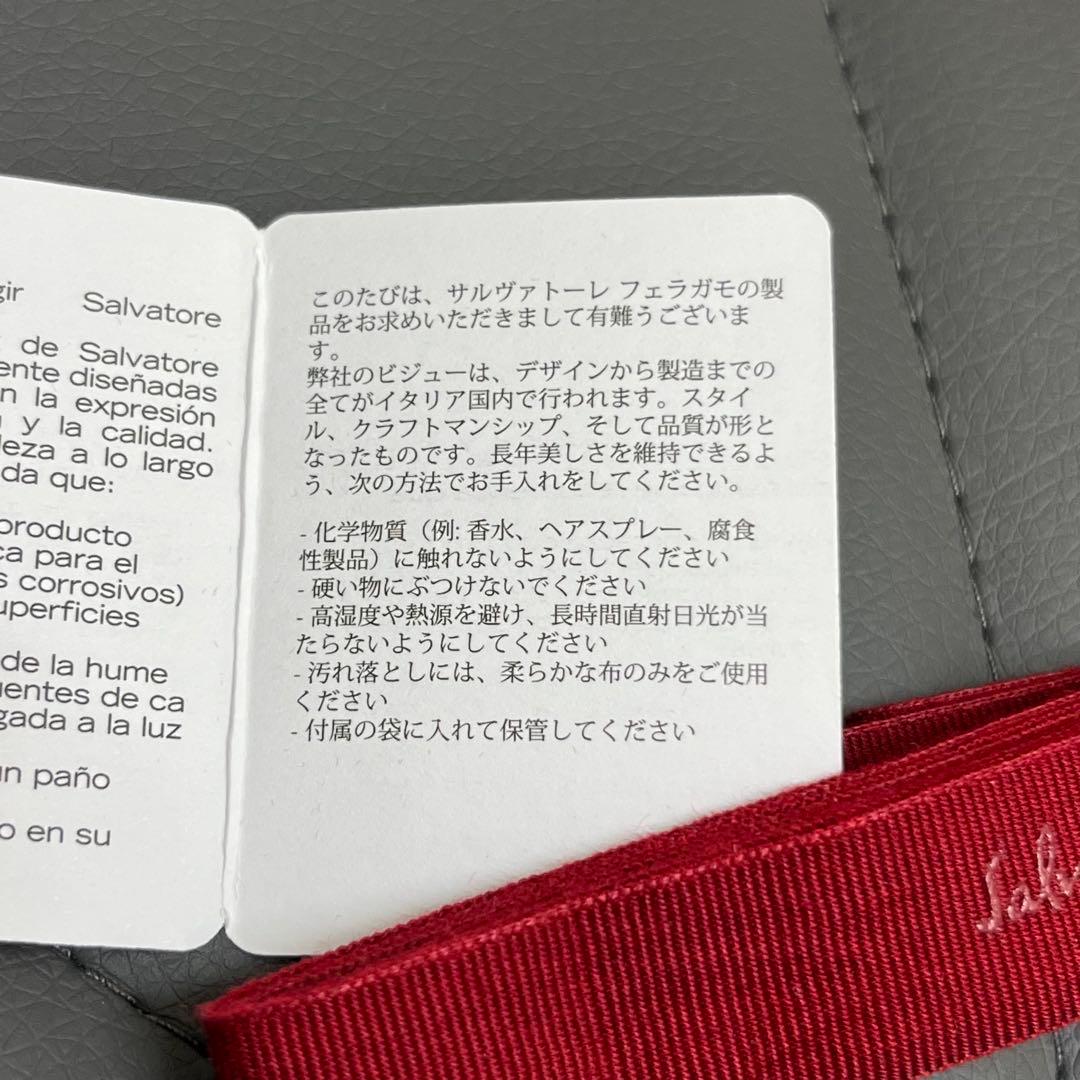 gir Salvatore
de Salvatore
ente diseñadas
n la expresión
y la calidad.
leza a lo largo
da que:
producto
ca para el
s corrosivos)
uperficies
de la hume
uentes de ca
gada a la luz
un paño
o en su
このたびは、サルヴァトーレ フェラガモの製
品をお求めいただきまして有難うございま
す。
弊社のビジューは、デザインから製造までの
全てがイタリア国内で行われます。スタイ
ル、クラフトマンシップ、そして品質が形と
なったものです。長年美しさを維持できるよ
う、次の方法でお手入れをしてください。
- 化学物質（例: 香水、ヘアスプレー、腐食
性製品）に触れないようにしてください
- 硬い物にぶつけないでください
- 高湿度や熱源を避け、長時間直射日光が当
たらないようにしてください
- 汚れ落としには、柔らかな布のみをご使用
ください
- 付属の袋に入れて保管してください
Salv